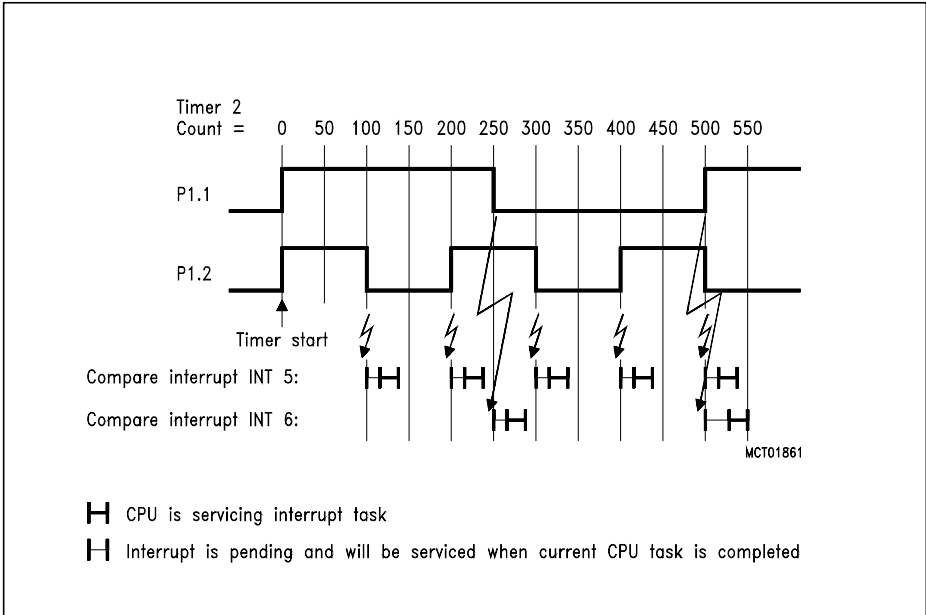 Timer 2
Count = 0 50 100 150 200 250 300 350 400 450 500 550
P1.1
P1.2
Timer start
Compare interrupt INT 5:
Compare interrupt INT 6:
MCT01861
CPU is servicing interrupt task
Interrupt is pending and will be serviced when current CPU task is completed